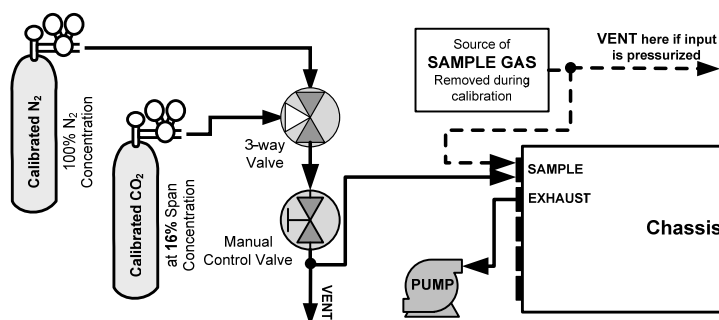 Calibrated N2
100% N2
Concentration
Calibrated CO2
at 16% Span
Concentration
3-way
Valve
Manual
Control Valve
VENT
Source of
SAMPLE GAS
Removed during
calibration
VENT here if input
is pressurized
SAMPLE
EXHAUST
Chassis
PUMP